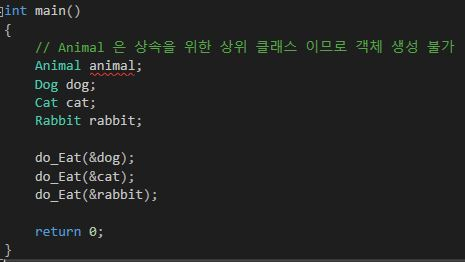 int main()
{
// Animal 은 상속을 위한 상위 클래스 이므로 객체 생성 불가
Animal animal;
Dog dog;
Cat cat;
Rabbit rabbit;
do_Eat(&dog);
do_Eat(&cat);
do_Eat(&rabbit);
return 0;
}